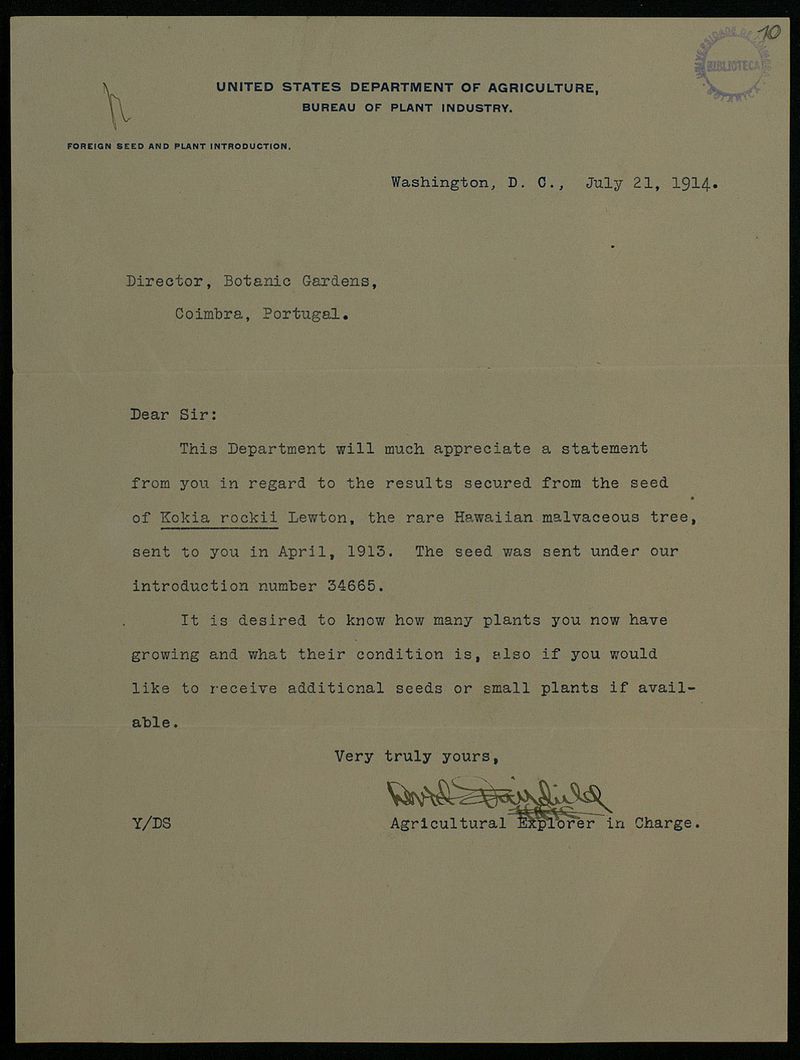 10
BIBLIOTECA
UNITED STATES DEPARTMENT OF AGRICULTURE,
BUREAU OF PLANT INDUSTRY.
FOREIGN SEED AND PLANT INTRODUCTION.
Washington, D. C., July 21, 1914.
Director, Botanic Gardens,
Coimbra, Portugal.
Dear Sir:
This Department will much appreciate a statement
from you in regard to the results secured from the seed
of Kokia rockii Lewton, the rare Hawaiian malvaceous tree,
sent to you in April, 1913. The seed was sent under our
introduction number 34665.
It is desired to know how many plants you now have
growing and what their condition is, also if you would
like to receive additional seeds or small plants if avail-
able.
Very truly yours,
David Fairchild
Y/DS Agricultural Explorer in Charge.